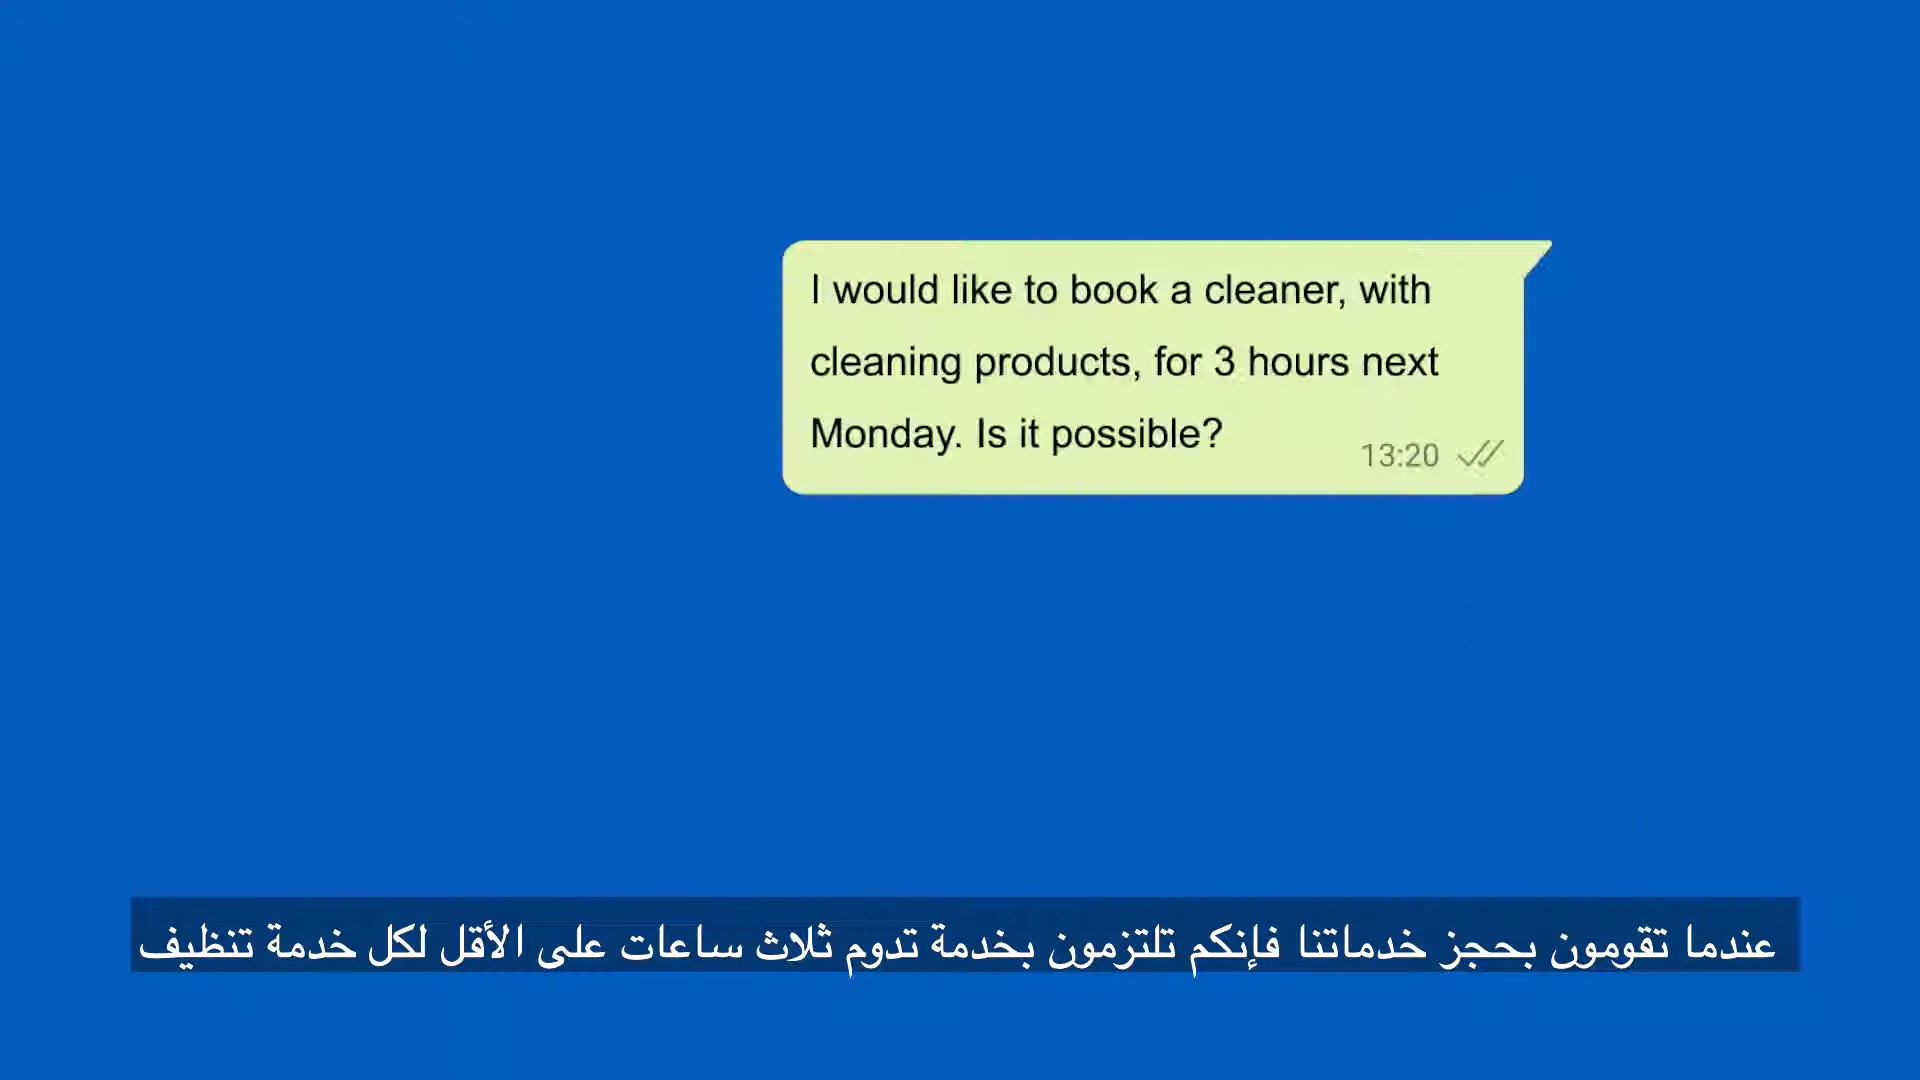 I would like to book a cleaner, with
cleaning products, for 3 hours next
Monday. Is it possible?
13:20
عندما تقومون بحجز خدماتنا فإنكم تلتزمون بخدمة تدوم ثلاث ساعات على الأقل لكل خدمة تنظيف